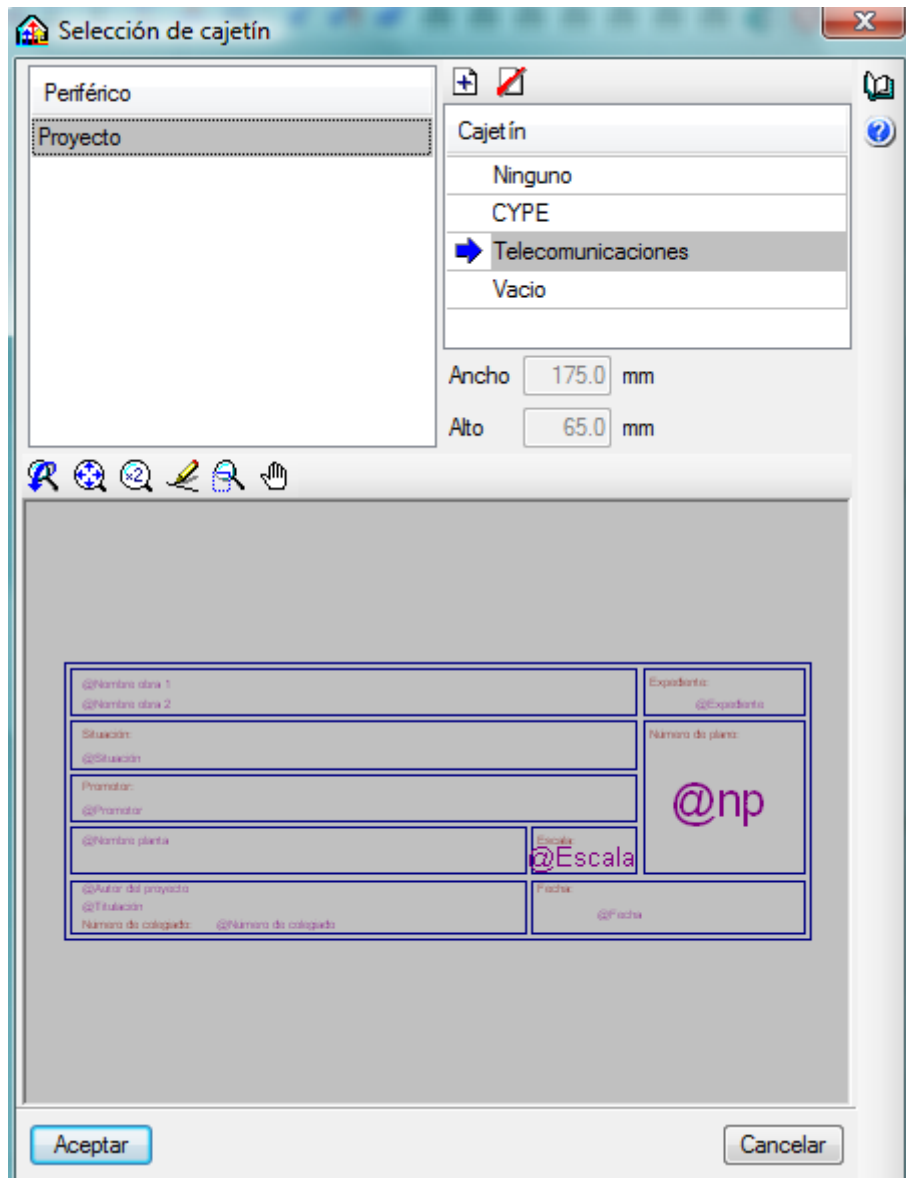 Selección de cajetín
Periférico
Proyecto
Cajetín
Ninguno
CYPE
Telecomunicaciones
Vacio
Ancho 175.0 mm
Alto 65.0 mm
x2
@Nombre obra 1
@Nombre obra 2
Expediente:
@Expediente
Situación:
@Situación
Número de plano:
@np
Promotor:
@Promotor
@Nombre planta
Escala:
@Escala
@Autor del proyecto
@Titulación
Número de colegiado: @Número de colegiado
Fecha:
@Fecha
Aceptar Cancelar